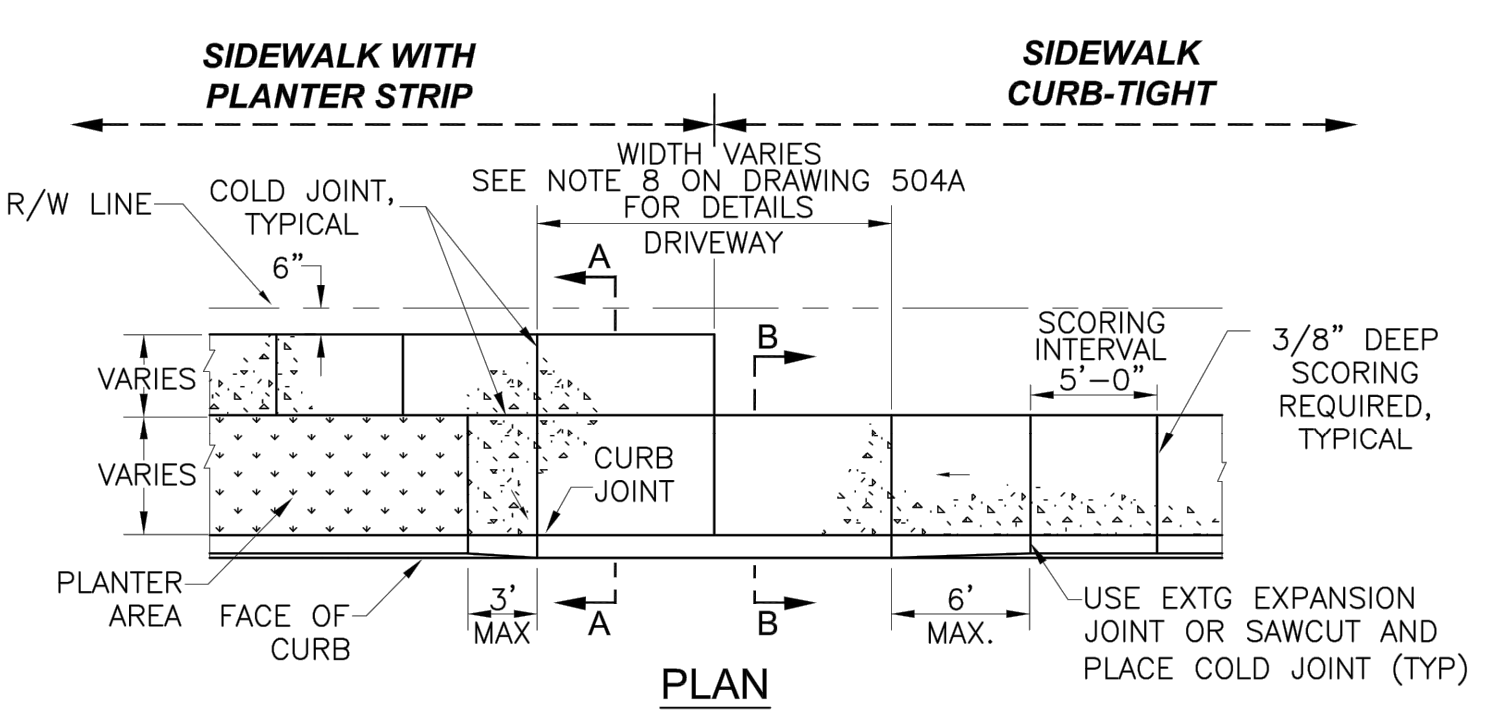 SIDEWALK WITH
PLANTER STRIP
SIDEWALK
CURB-TIGHT
WIDTH VARIES
SEE NOTE 8 ON DRAWING 504A
FOR DETAILS
DRIVEWAY
R/W LINE
COLD JOINT,
TYPICAL
6”
A
B
SCORING
INTERVAL
5’-0”
3/8” DEEP
SCORING
REQUIRED,
TYPICAL
VARIES
VARIES
CURB
JOINT
PLANTER
AREA
FACE OF
CURB
3’
MAX
A
B
6’
MAX.
USE EXTG EXPANSION
JOINT OR SAWCUT AND
PLACE COLD JOINT (TYP)
PLAN